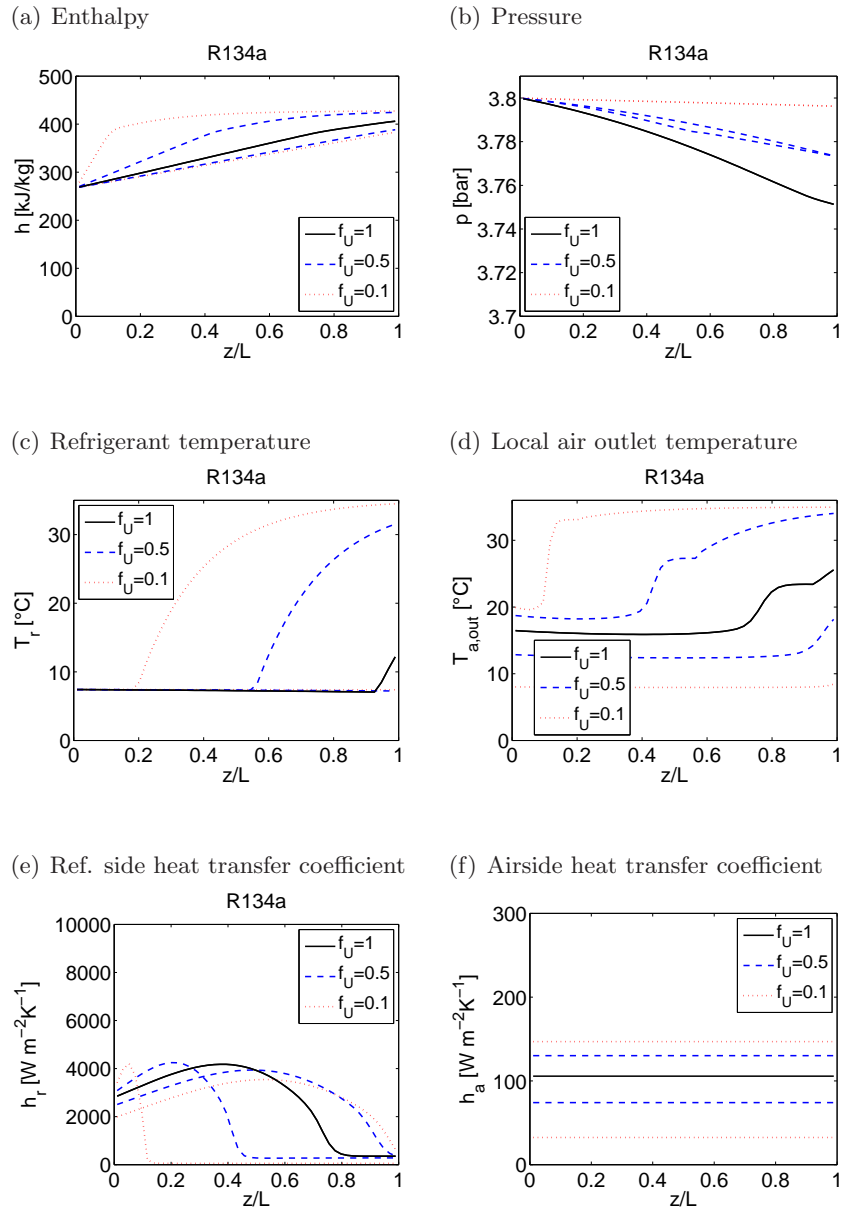 (a) Enthalpy
R134a
500
400
300
200
100
0
h [kJ/kg]
0
0.2
0.4
0.6
0.8
1
z/L
f_U=1
f_U=0.5
f_U=0.1
(b) Pressure
R134a
3.8
3.78
3.76
3.74
3.72
3.7
p [bar]
0
0.2
0.4
0.6
0.8
1
z/L
f_U=1
f_U=0.5
f_U=0.1
(c) Refrigerant temperature
R134a
30
20
10
0
T_r [°C]
0
0.2
0.4
0.6
0.8
1
z/L
f_U=1
f_U=0.5
f_U=0.1
(d) Local air outlet temperature
R134a
30
20
10
0
T_a,out [°C]
0
0.2
0.4
0.6
0.8
1
z/L
f_U=1
f_U=0.5
f_U=0.1
(e) Ref. side heat transfer coefficient
R134a
10000
8000
6000
4000
2000
0
h_r [W m⁻²K⁻¹]
0
0.2
0.4
0.6
0.8
1
z/L
f_U=1
f_U=0.5
f_U=0.1
(f) Airside heat transfer coefficient
300
200
100
0
h_a [W m⁻²K⁻¹]
0
0.2
0.4
0.6
0.8
1
z/L
f_U=1
f_U=0.5
f_U=0.1